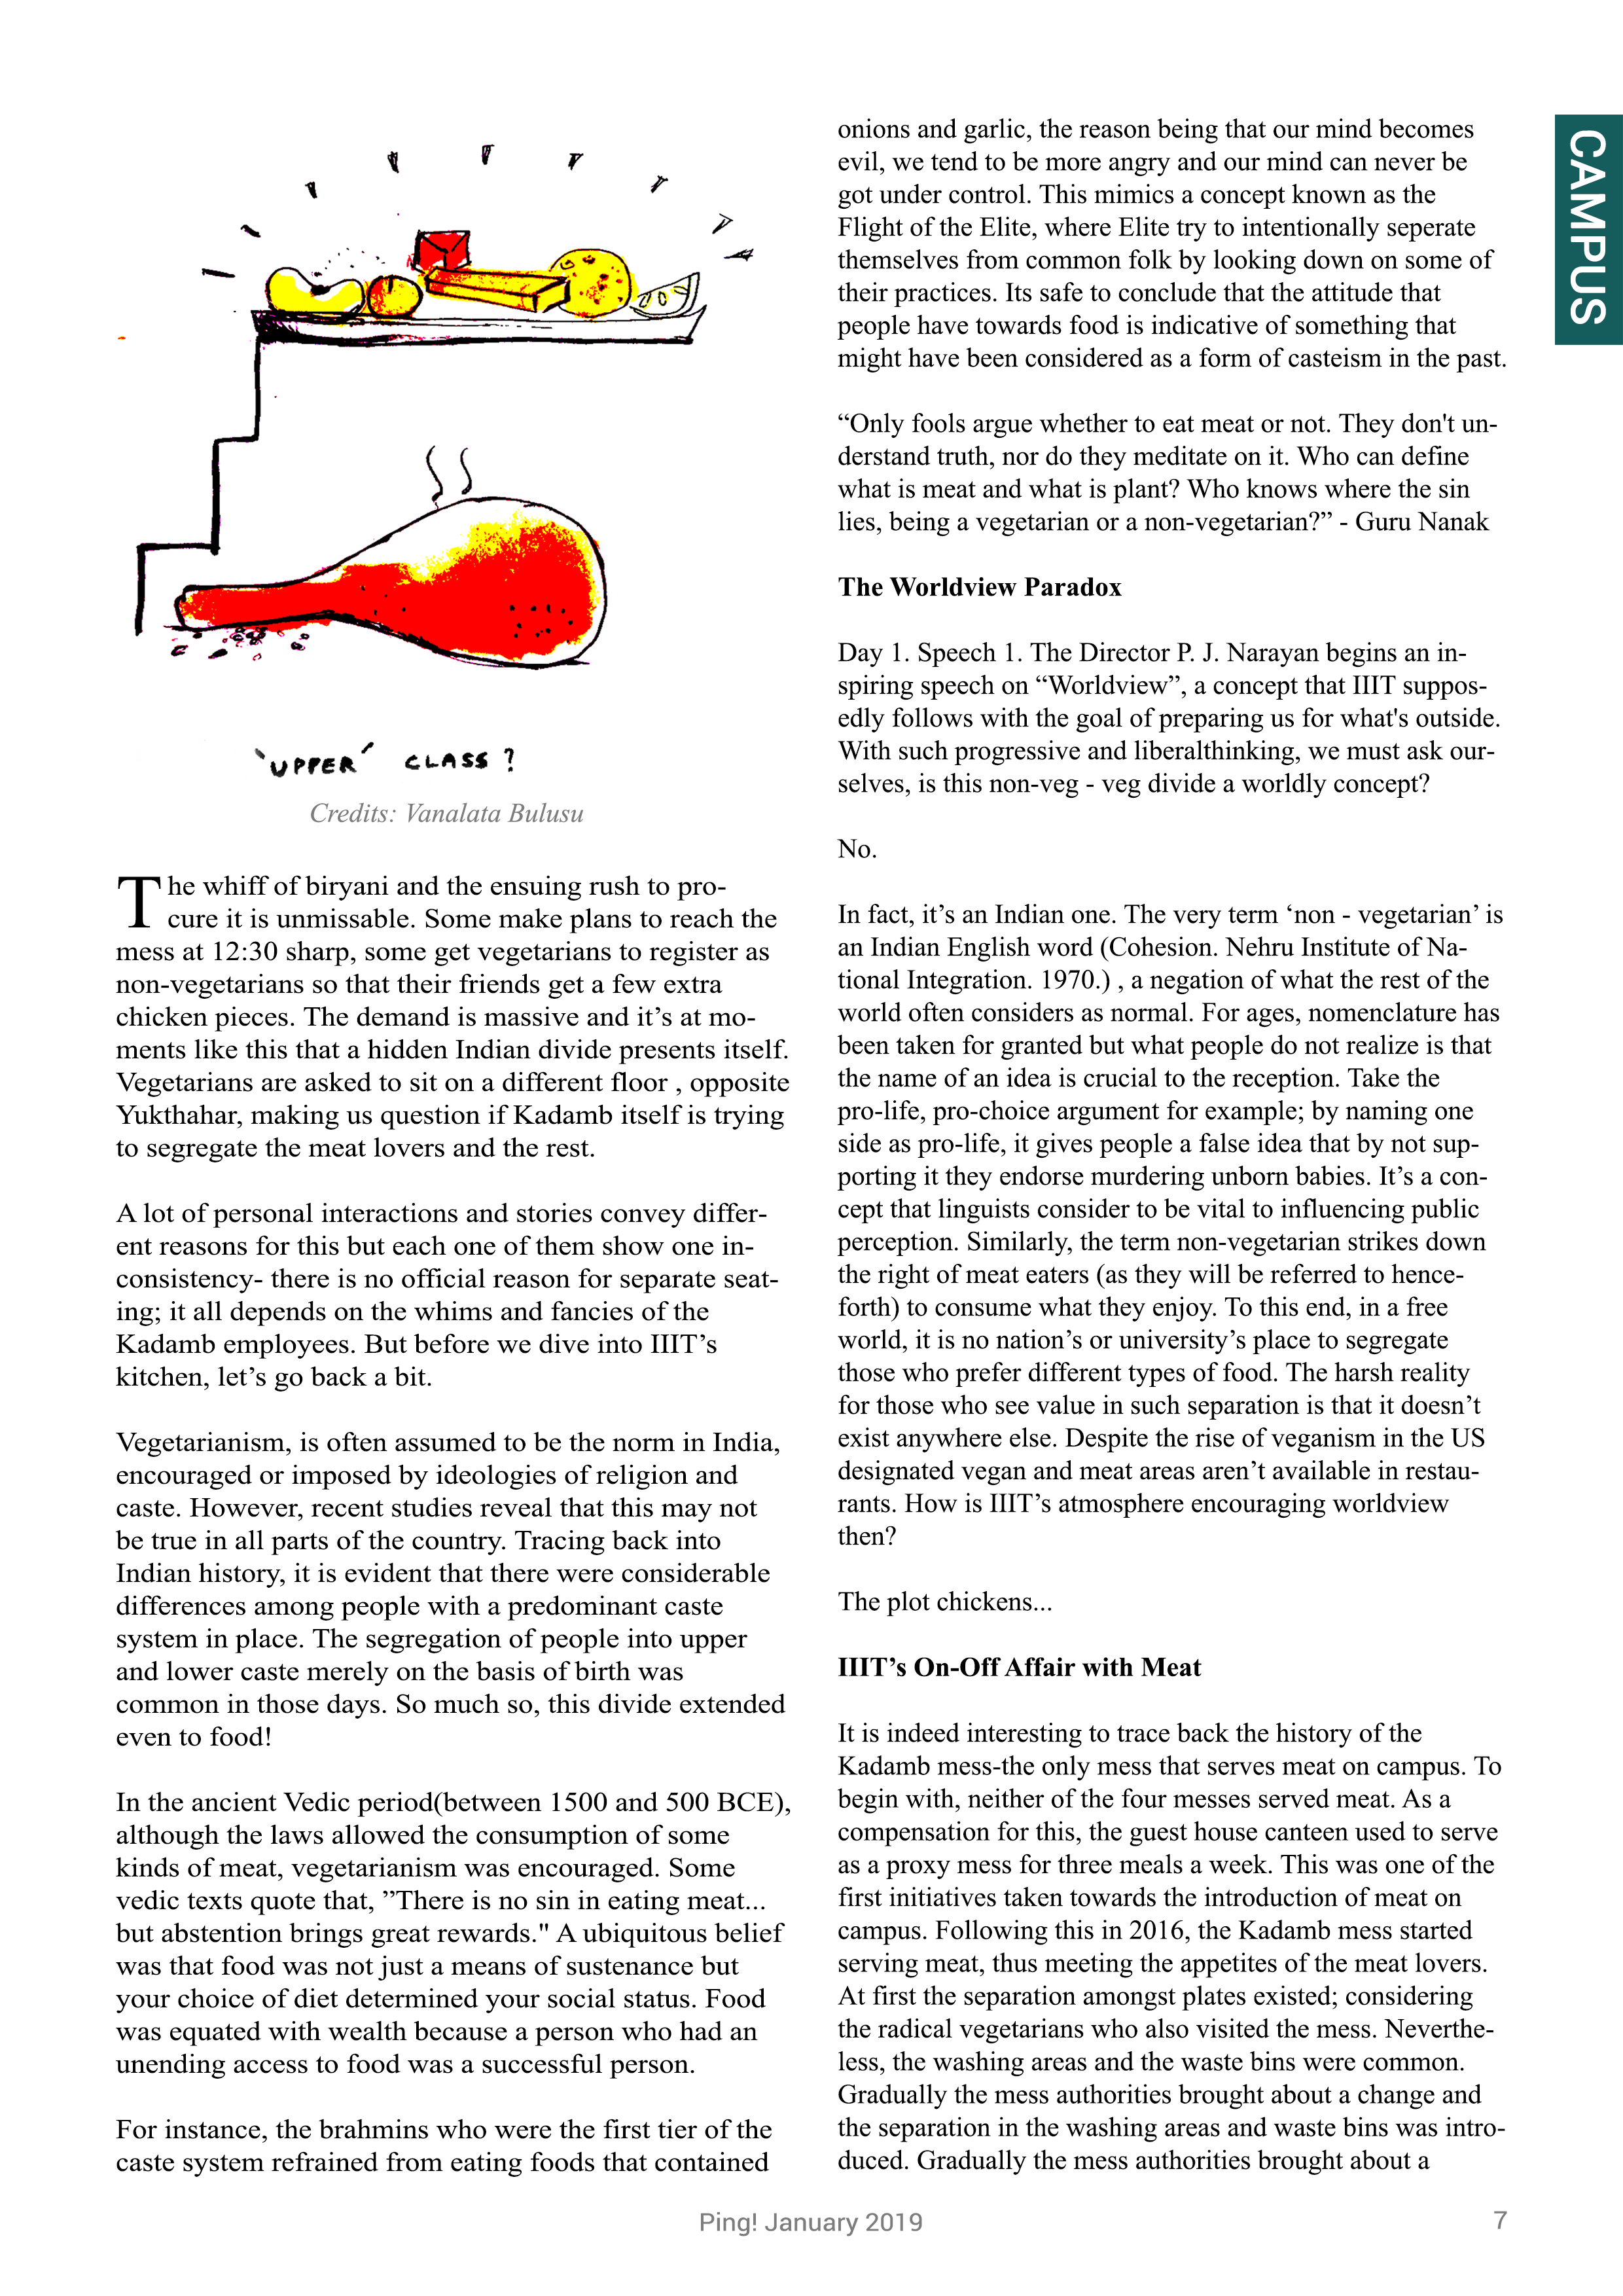 ‘UPPER’ CLASS ?
Credits: Vanalata Bulusu
The whiff of biryani and the ensuing rush to pro-
cure it is unmissable. Some make plans to reach the
mess at 12:30 sharp, some get vegetarians to register as
non-vegetarians so that their friends get a few extra
chicken pieces. The demand is massive and it’s at mo-
ments like this that a hidden Indian divide presents itself.
Vegetarians are asked to sit on a different floor , opposite
Yukthahar, making us question if Kadamb itself is trying
to segregate the meat lovers and the rest.
A lot of personal interactions and stories convey differ-
ent reasons for this but each one of them show one in-
consistency- there is no official reason for separate seat-
ing; it all depends on the whims and fancies of the
Kadamb employees. But before we dive into IIIT’s
kitchen, let’s go back a bit.
Vegetarianism, is often assumed to be the norm in India,
encouraged or imposed by ideologies of religion and
caste. However, recent studies reveal that this may not
be true in all parts of the country. Tracing back into
Indian history, it is evident that there were considerable
differences among people with a predominant caste
system in place. The segregation of people into upper
and lower caste merely on the basis of birth was
common in those days. So much so, this divide extended
even to food!
In the ancient Vedic period(between 1500 and 500 BCE),
although the laws allowed the consumption of some
kinds of meat, vegetarianism was encouraged. Some
vedic texts quote that, ”There is no sin in eating meat...
but abstention brings great rewards." A ubiquitous belief
was that food was not just a means of sustenance but
your choice of diet determined your social status. Food
was equated with wealth because a person who had an
unending access to food was a successful person.
For instance, the brahmins who were the first tier of the
caste system refrained from eating foods that contained
onions and garlic, the reason being that our mind becomes
evil, we tend to be more angry and our mind can never be
got under control. This mimics a concept known as the
Flight of the Elite, where Elite try to intentionally seperate
themselves from common folk by looking down on some of
their practices. Its safe to conclude that the attitude that
people have towards food is indicative of something that
might have been considered as a form of casteism in the past.
“Only fools argue whether to eat meat or not. They don't un-
derstand truth, nor do they meditate on it. Who can define
what is meat and what is plant? Who knows where the sin
lies, being a vegetarian or a non-vegetarian?” - Guru Nanak
The Worldview Paradox
Day 1. Speech 1. The Director P. J. Narayan begins an in-
spiring speech on “Worldview”, a concept that IIIT suppos-
edly follows with the goal of preparing us for what's outside.
With such progressive and liberalthinking, we must ask our-
selves, is this non-veg - veg divide a worldly concept?
No.
In fact, it’s an Indian one. The very term ‘non - vegetarian’ is
an Indian English word (Cohesion. Nehru Institute of Na-
tional Integration. 1970.) , a negation of what the rest of the
world often considers as normal. For ages, nomenclature has
been taken for granted but what people do not realize is that
the name of an idea is crucial to the reception. Take the
pro-life, pro-choice argument for example; by naming one
side as pro-life, it gives people a false idea that by not sup-
porting it they endorse murdering unborn babies. It’s a con-
cept that linguists consider to be vital to influencing public
perception. Similarly, the term non-vegetarian strikes down
the right of meat eaters (as they will be referred to hence-
forth) to consume what they enjoy. To this end, in a free
world, it is no nation’s or university’s place to segregate
those who prefer different types of food. The harsh reality
for those who see value in such separation is that it doesn’t
exist anywhere else. Despite the rise of veganism in the US
designated vegan and meat areas aren’t available in restau-
rants. How is IIIT’s atmosphere encouraging worldview
then?
The plot chickens...
IIIT’s On-Off Affair with Meat
It is indeed interesting to trace back the history of the
Kadamb mess-the only mess that serves meat on campus. To
begin with, neither of the four messes served meat. As a
compensation for this, the guest house canteen used to serve
as a proxy mess for three meals a week. This was one of the
first initiatives taken towards the introduction of meat on
campus. Following this in 2016, the Kadamb mess started
serving meat, thus meeting the appetites of the meat lovers.
At first the separation amongst plates existed; considering
the radical vegetarians who also visited the mess. Neverthe-
less, the washing areas and the waste bins were common.
Gradually the mess authorities brought about a change and
the separation in the washing areas and waste bins was intro-
duced. Gradually the mess authorities brought about a
CAMPUS
Ping! January 2019
7